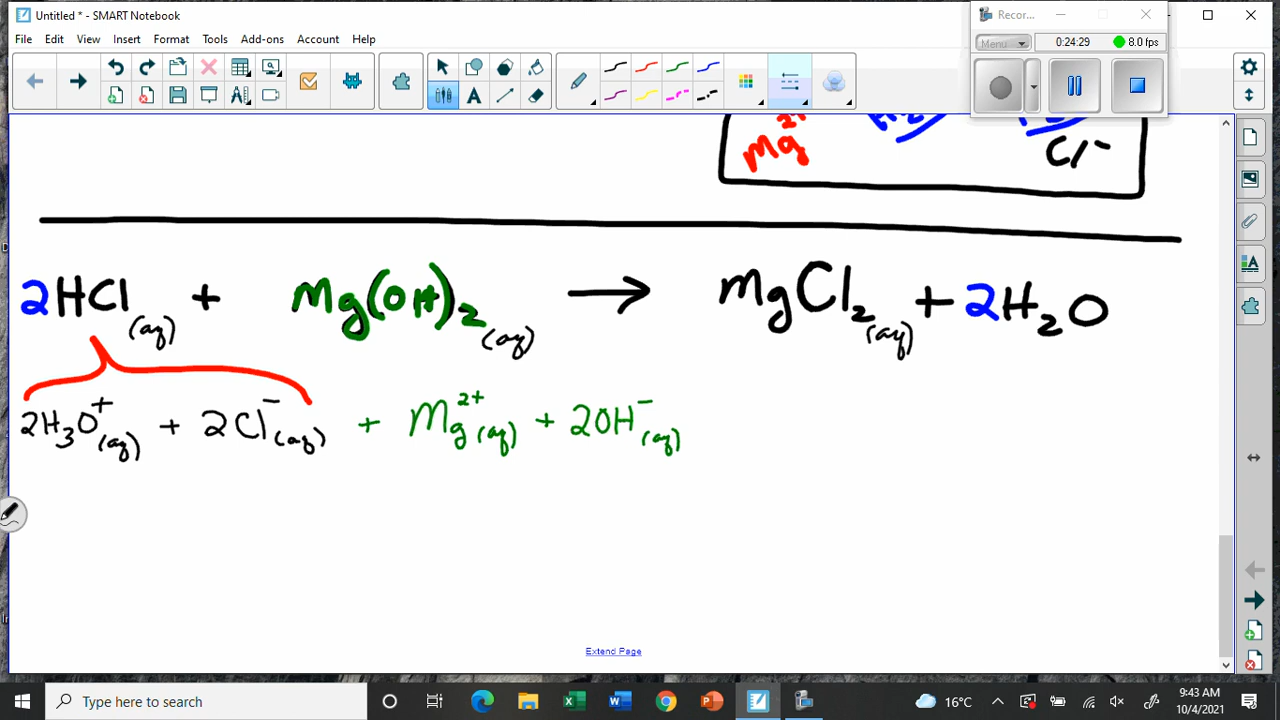 Untitled * - SMART Notebook
Recor...
File Edit View Insert Format Tools Add-ons Account Help
Menu 0:24:29 8.0 fps
Mg
Cl⁻
2HCl(aq) + Mg(OH)₂(aq) → MgCl₂(aq) + 2H₂O
2H₃O⁺(aq) + 2Cl⁻(aq) + Mg²⁺(aq) + 2OH⁻(aq)
Extend Page
Type here to search
16°C
9:43 AM
10/4/2021